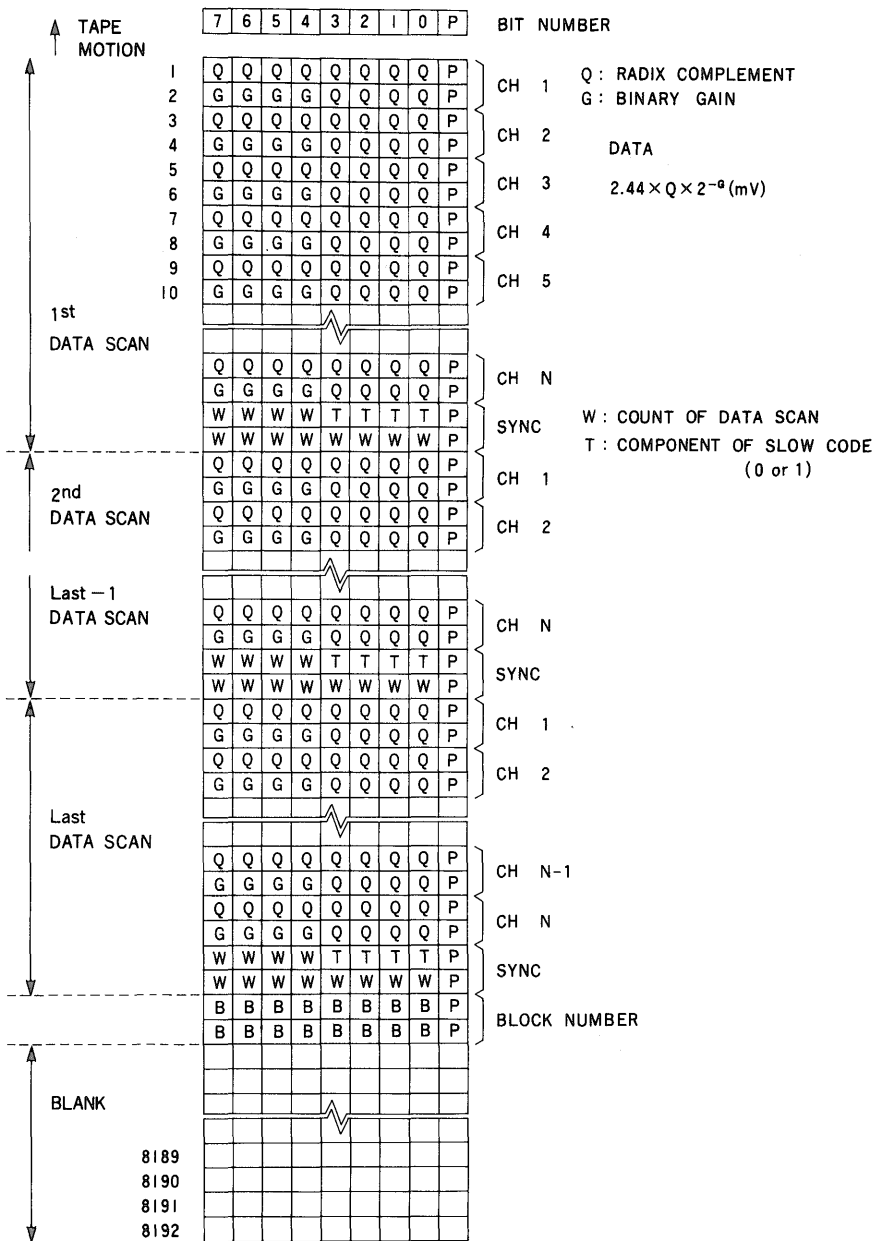 7 6 5 4 3 2 1 0 P BIT NUMBER
TAPE
MOTION
1 Q Q Q Q Q Q Q Q P
2 G G G G Q Q Q Q P
CH 1
Q : RADIX COMPLEMENT
G : BINARY GAIN
3 Q Q Q Q Q Q Q Q P
4 G G G G Q Q Q Q P
CH 2
DATA
5 Q Q Q Q Q Q Q Q P
6 G G G G Q Q Q Q P
CH 3
2.44 × Q × 2⁻ᴳ (mV)
7 Q Q Q Q Q Q Q Q P
8 G G G G Q Q Q Q P
CH 4
9 Q Q Q Q Q Q Q Q P
10 G G G G Q Q Q Q P
CH 5
1st
DATA SCAN
Q Q Q Q Q Q Q Q P
G G G G Q Q Q Q P
CH N
W W W W T T T T P
W W W W W W W W P
SYNC
W : COUNT OF DATA SCAN
T : COMPONENT OF SLOW CODE
(0 or 1)
2nd
DATA SCAN
Q Q Q Q Q Q Q Q P
G G G G Q Q Q Q P
CH 1
Q Q Q Q Q Q Q Q P
G G G G Q Q Q Q P
CH 2
Last – 1
DATA SCAN
Q Q Q Q Q Q Q Q P
G G G G Q Q Q Q P
CH N
W W W W T T T T P
W W W W W W W W P
SYNC
Q Q Q Q Q Q Q Q P
G G G G Q Q Q Q P
CH 1
Q Q Q Q Q Q Q Q P
G G G G Q Q Q Q P
CH 2
Last
DATA SCAN
Q Q Q Q Q Q Q Q P
G G G G Q Q Q Q P
CH N-1
Q Q Q Q Q Q Q Q P
G G G G Q Q Q Q P
CH N
W W W W T T T T P
W W W W W W W W P
SYNC
B B B B B B B B P
B B B B B B B B P
BLOCK NUMBER
BLANK
8189
8190
8191
8192